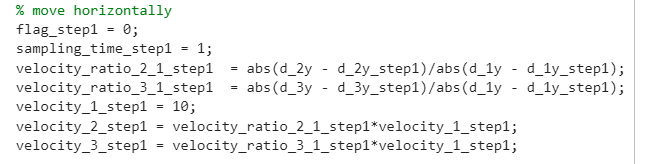 % move horizontally
flag_step1 = 0;
sampling_time_step1 = 1;
velocity_ratio_2_1_step1  = abs(d_2y - d_2y_step1)/abs(d_1y - d_1y_step1);
velocity_ratio_3_1_step1  = abs(d_3y - d_3y_step1)/abs(d_1y - d_1y_step1);
velocity_1_step1 = 10;
velocity_2_step1 = velocity_ratio_2_1_step1*velocity_1_step1;
velocity_3_step1 = velocity_ratio_3_1_step1*velocity_1_step1;